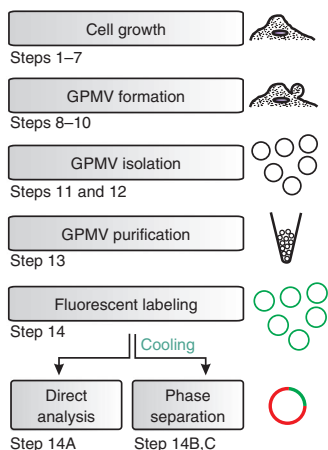 Cell growth
Steps 1–7
GPMV formation
Steps 8–10
GPMV isolation
Steps 11 and 12
GPMV purification
Step 13
Fluorescent labeling
Step 14
Cooling
Direct
analysis
Step 14A
Phase
separation
Step 14B,C